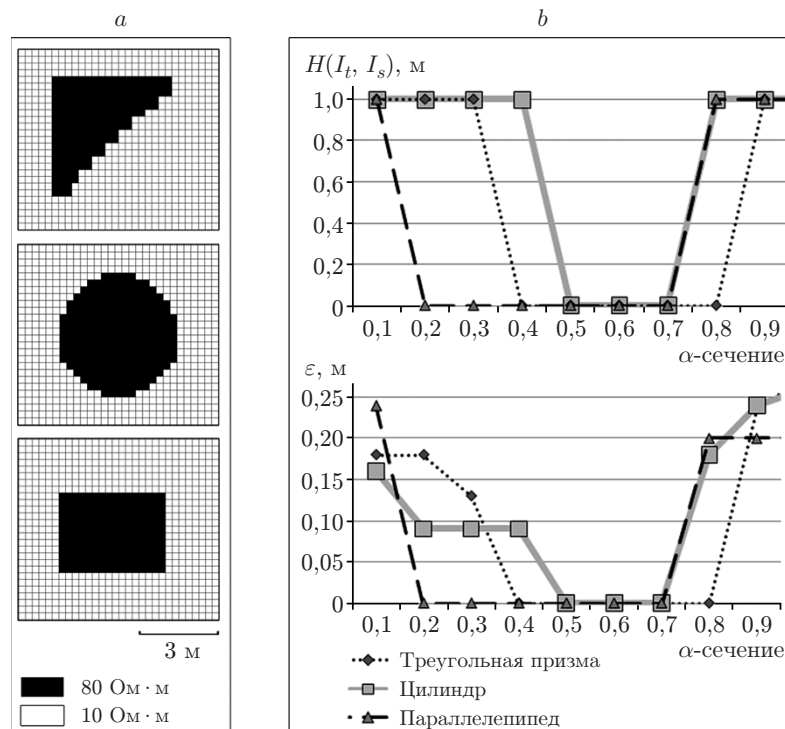 a
3 м
80 Ом · м
10 Ом · м
b
H(I_t, I_s), м
1,0
0,8
0,6
0,4
0,2
0
0,1 0,2 0,3 0,4 0,5 0,6 0,7 0,8 0,9
α-сечение
ε, м
0,25
0,20
0,15
0,10
0,05
0
0,1 0,2 0,3 0,4 0,5 0,6 0,7 0,8 0,9
α-сечение
Треугольная призма
Цилиндр
Параллелепипед